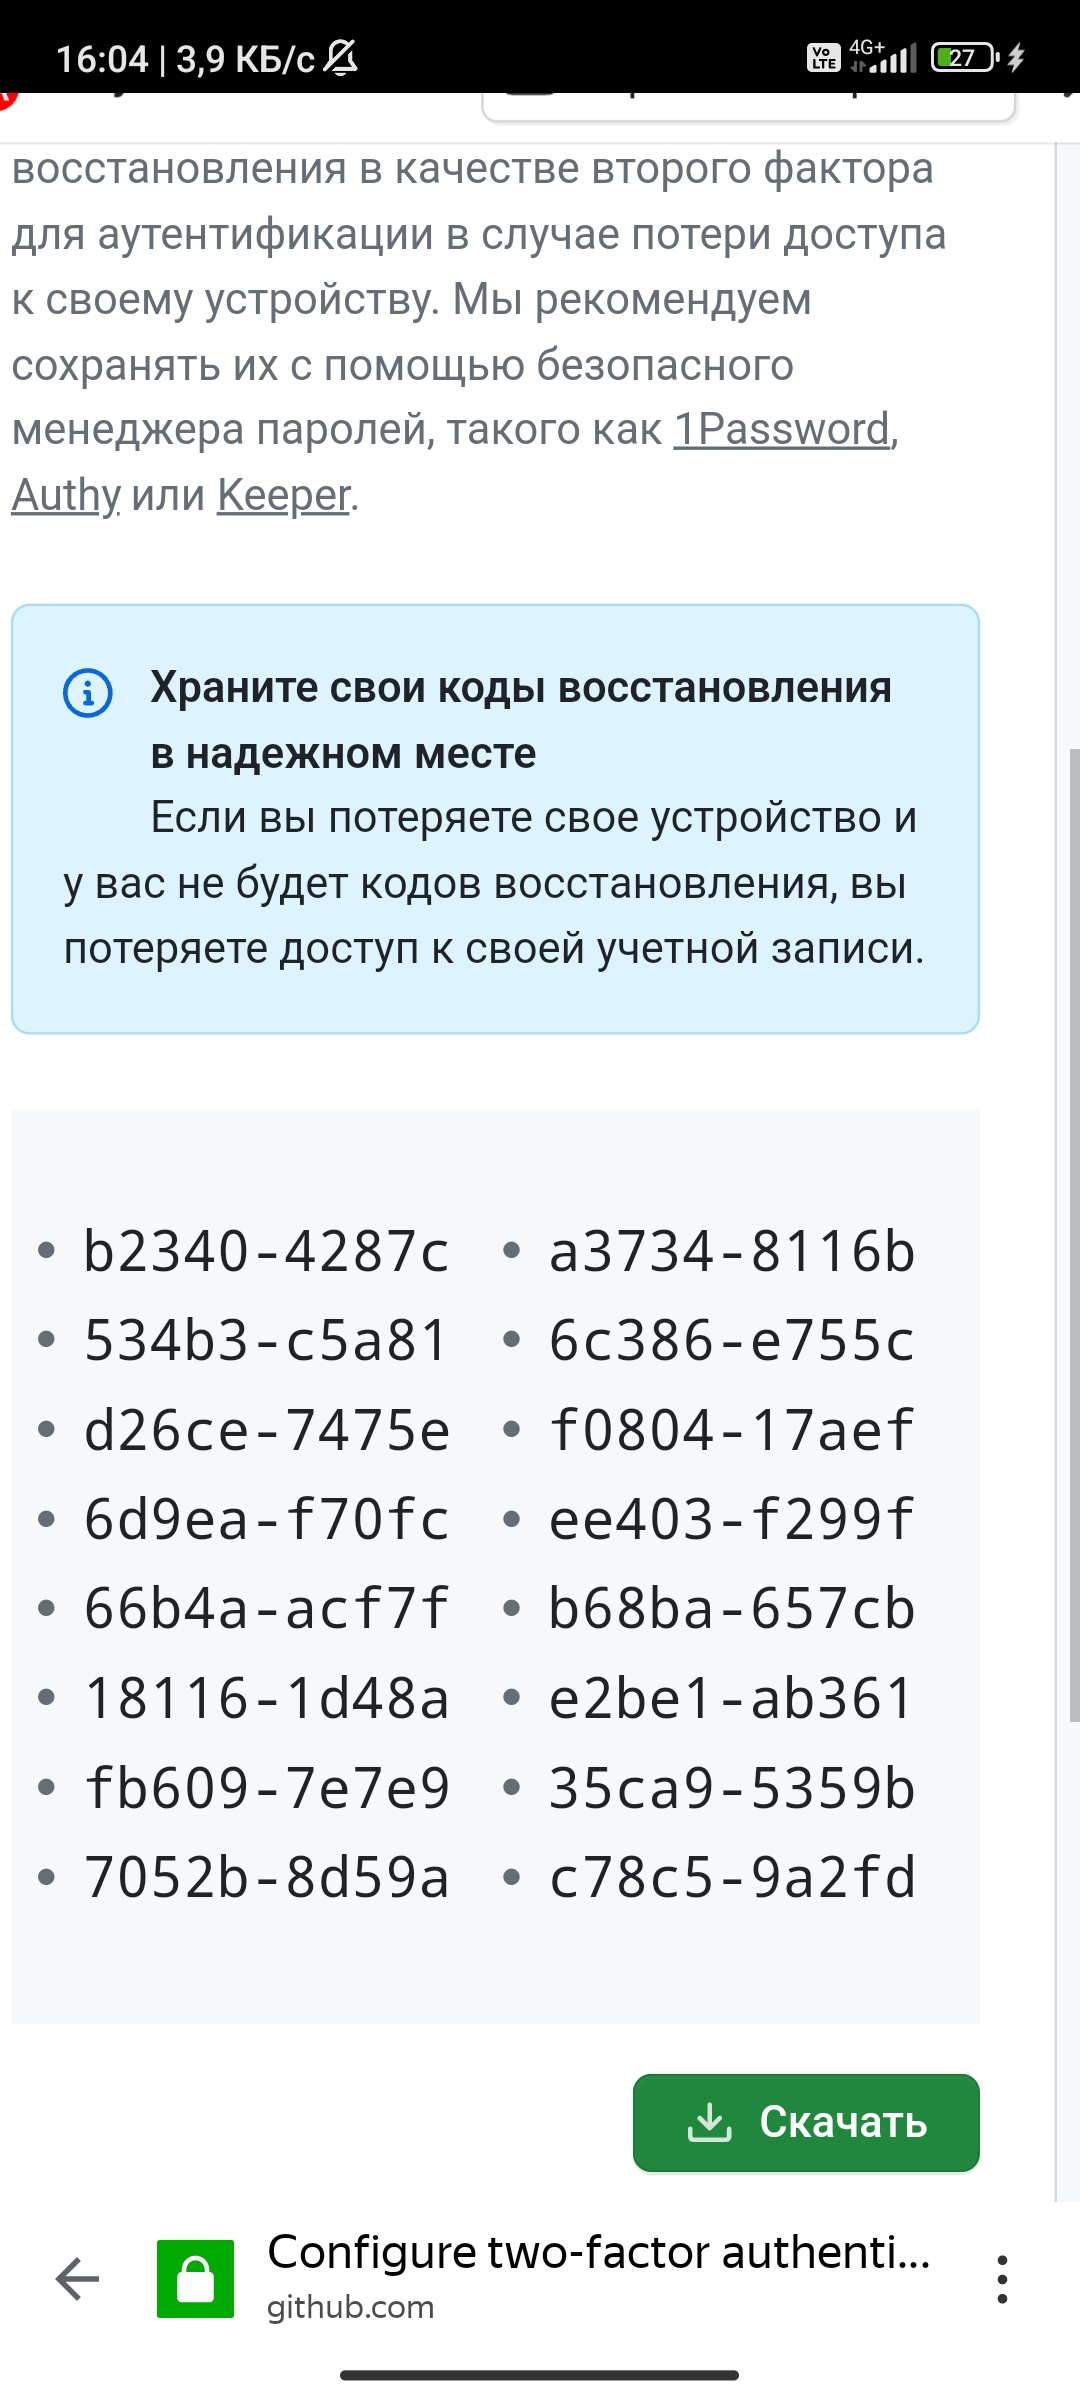 16:04 | 3,9 КБ/с
Vo LTE 4G+ 27
восстановления в качестве второго фактора
для аутентификации в случае потери доступа
к своему устройству. Мы рекомендуем
сохранять их с помощью безопасного
менеджера паролей, такого как 1Password,
Authy или Keeper.
Храните свои коды восстановления
в надежном месте
Если вы потеряете свое устройство и
у вас не будет кодов восстановления, вы
потеряете доступ к своей учетной записи.
• b2340-4287c • a3734-8116b
• 534b3-c5a81 • 6c386-e755c
• d26ce-7475e • f0804-17aef
• 6d9ea-f70fc • ee403-f299f
• 66b4a-acf7f • b68ba-657cb
• 18116-1d48a • e2be1-ab361
• fb609-7e7e9 • 35ca9-5359b
• 7052b-8d59a • c78c5-9a2fd
Скачать
Configure two-factor authenti...
github.com